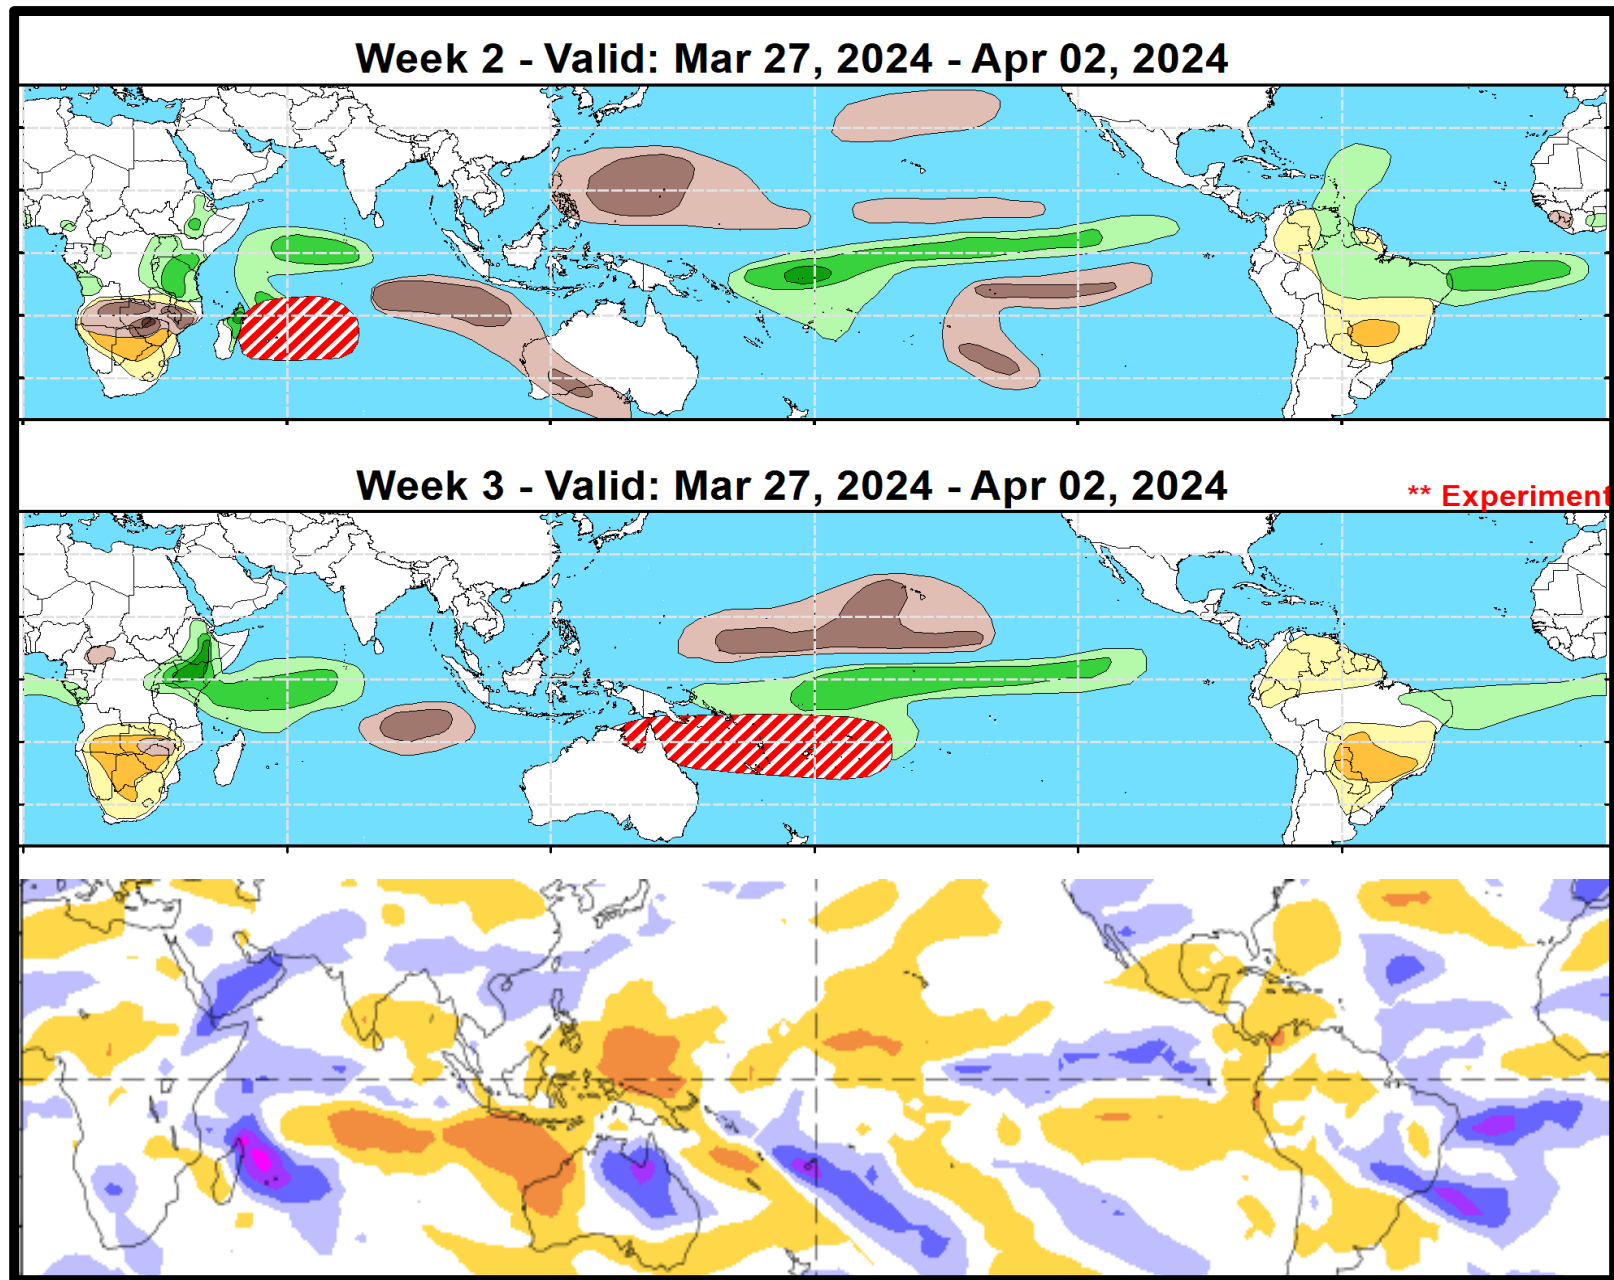 Week 2 - Valid: Mar 27, 2024 - Apr 02, 2024
Week 3 - Valid: Mar 27, 2024 - Apr 02, 2024
** Experiment